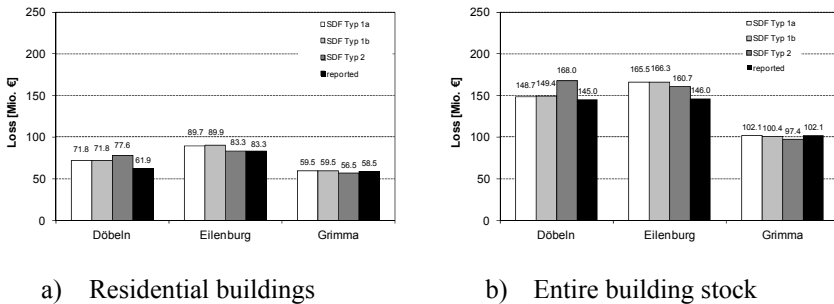 250
200
150
100
50
0
Loss [Mio. €]
SDF Typ 1a
SDF Typ 1b
SDF Typ 2
reported
71.8 71.8 77.6 61.9
89.7 89.9 83.3 83.3
59.5 59.5 56.5 58.5
Döbeln Eilenburg Grimma
a) Residential buildings
250
200
150
100
50
0
Loss [Mio. €]
SDF Typ 1a
SDF Typ 1b
SDF Typ 2
reported
148.7 149.4 168.0 145.0
165.5 166.3 160.7 146.0
102.1 100.4 97.4 102.1
Döbeln Eilenburg Grimma
b) Entire building stock